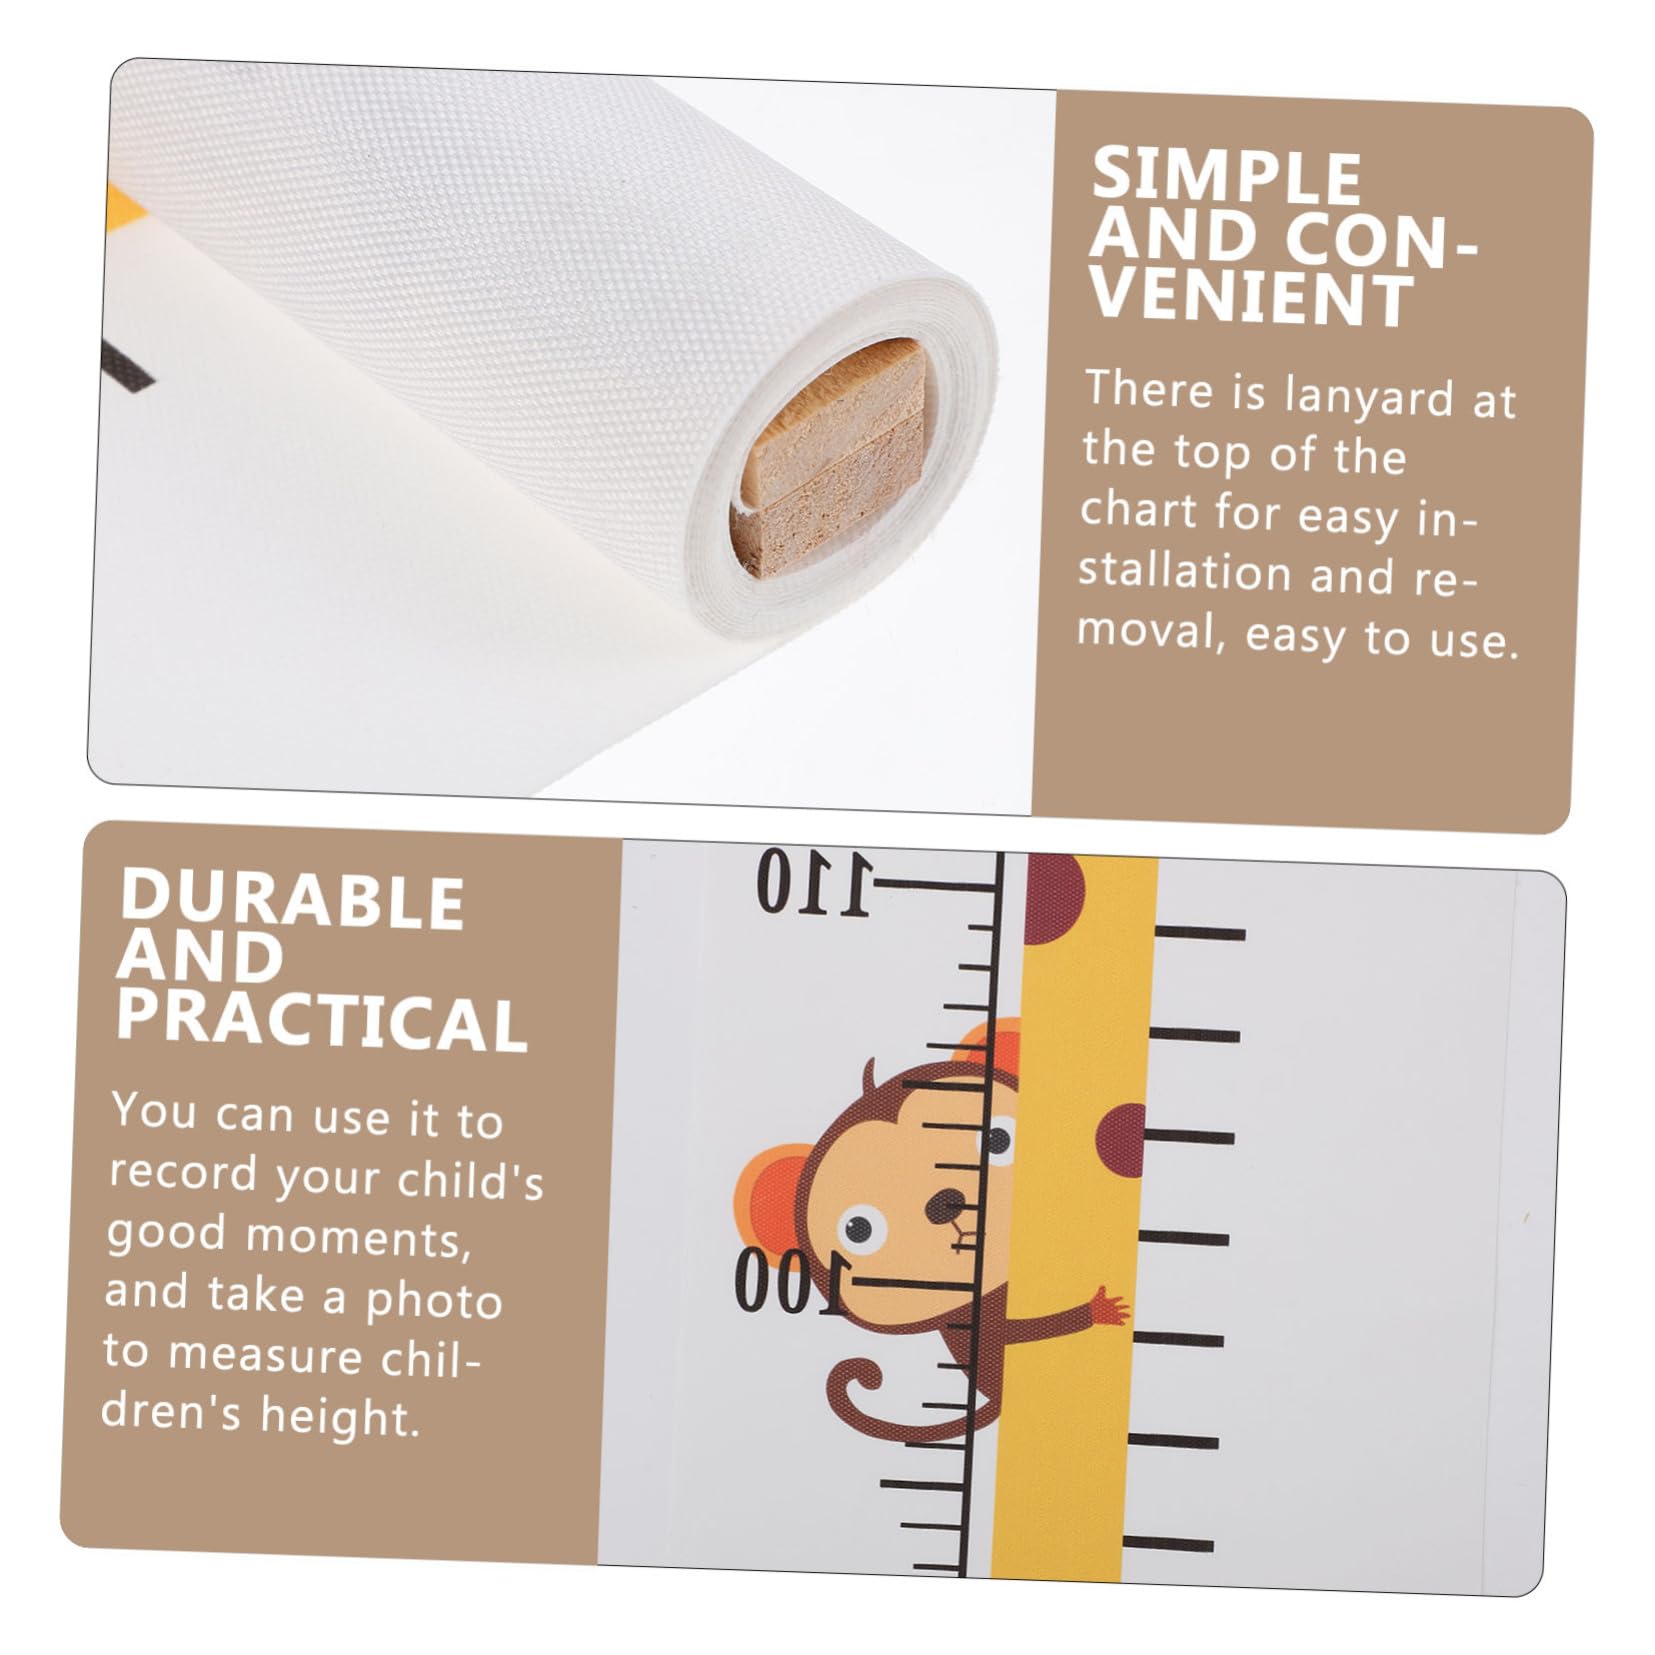 SIMPLE
AND CON-
VENIENT
There is lanyard at
the top of the
chart for easy in-
stallation and re-
moval, easy to use.
DURABLE
AND
PRACTICAL
You can use it to
record your child's
good moments,
and take a photo
to measure chil-
dren's height.
110
100